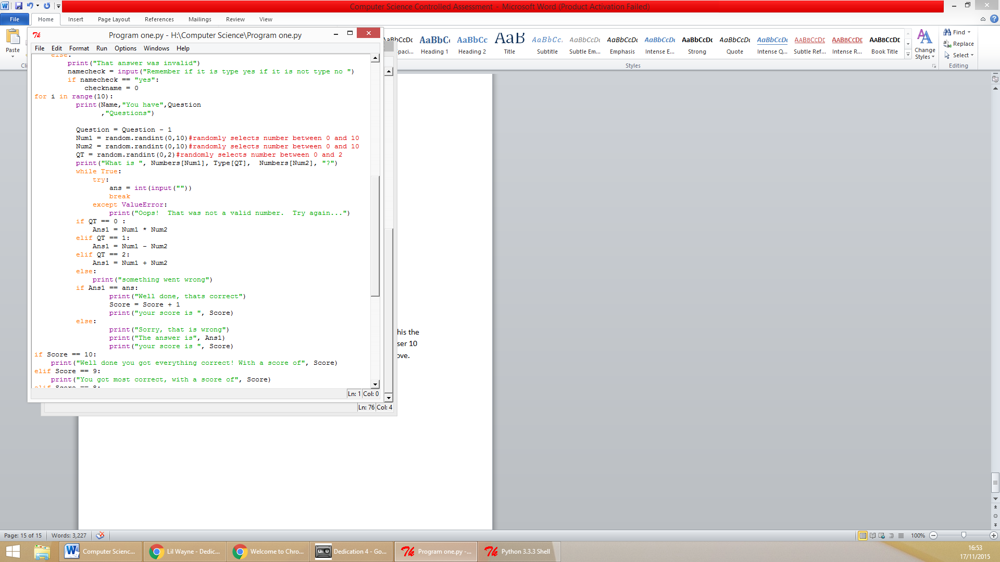 Computer Science Controlled Assessment - Microsoft Word (Product Activation Failed)
File Home Insert Page Layout References Mailings Review View
Paste
AaBbCc AaBbCc AaB AaBbCc. AaBbCcDc AaBbCcDc AaBbCcDc AaBbCcDc AaBbCcDc AaBbCcDc AABBCCDE AABBCCDE AaBbCcDc
Heading 1 Heading 2 Title Subtitle Subtle Em... Emphasis Intense E... Strong Quote Intense Q... Subtle Ref... Intense R... Book Title
Change Styles
Styles
Find
Replace
Select
Editing
Program one.py - H:\Computer Science\Program one.py
File Edit Format Run Options Windows Help
else:
print("That answer was invalid")
namecheck = input("Remember if it is type yes if it is not type no ")
if namecheck == "yes":
checkname = 0
for i in range(10):
print(Name,"You have",Question
,"Questions")
Question = Question - 1
Num1 = random.randint(0,10)#randomly selects number between 0 and 10
Num2 = random.randint(0,10)#randomly selects number between 0 and 10
QT = random.randint(0,2)#randomly selects number between 0 and 2
print("What is ", Numbers[Num1], Type[QT],  Numbers[Num2], "?")
while True:
try:
ans = int(input(""))
break
except ValueError:
print("Oops!  That was not a valid number.  Try again...")
if QT == 0 :
Ans1 = Num1 * Num2
elif QT == 1:
Ans1 = Num1 - Num2
elif QT == 2:
Ans1 = Num1 + Num2
else:
print("something went wrong")
if Ans1 == ans:
print("Well done, thats correct")
Score = Score + 1
print("your score is ", Score)
else:
print("Sorry, that is wrong")
print("The answer is", Ans1)
print("your score is ", Score)
if Score == 10:
print("Well done you got everything correct! With a score of", Score)
elif Score == 9:
print("You got most correct, with a score of", Score)
elif Score == 8:
Ln: 1 Col: 0
Ln: 76 Col: 4
his the
ser 10
ove.
Page: 15 of 15 Words: 3,227 100%
Computer Scienc... Lil Wayne - Dedic... Welcome to Chro... Dedication 4 - Go... Program one.py -... Python 3.3.3 Shell
16:53
17/11/2015